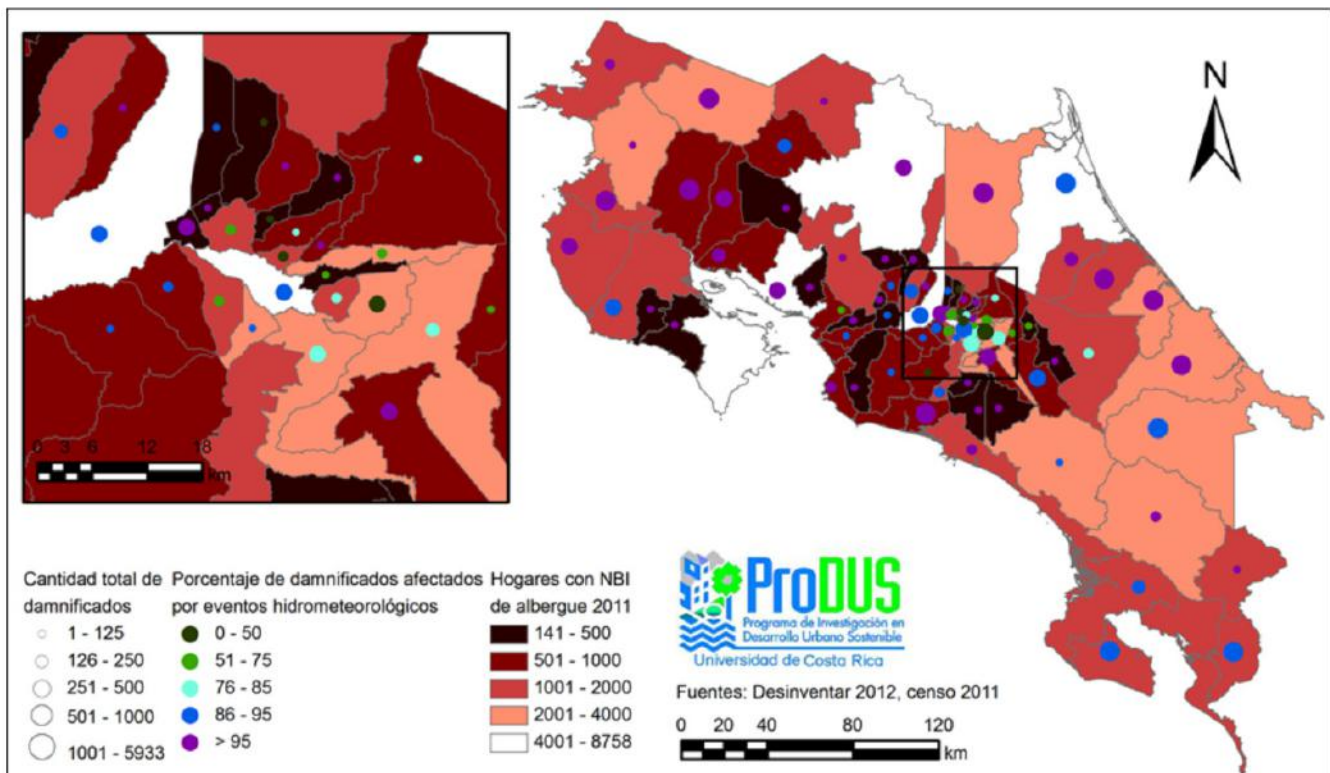 N
0 3 6 12 18
km
Cantidad total de
damnificados
1 - 125
126 - 250
251 - 500
501 - 1000
1001 - 5933
Porcentaje de damnificados afectados
por eventos hidrometeorológicos
0 - 50
51 - 75
76 - 85
86 - 95
> 95
Hogares con NBI
de albergue 2011
141 - 500
501 - 1000
1001 - 2000
2001 - 4000
4001 - 8758
ProDUS
Programa de Investigación en
Desarrollo Urbano Sostenible
Universidad de Costa Rica
Fuentes: Desinventar 2012, censo 2011
0 20 40 60 80 120
km